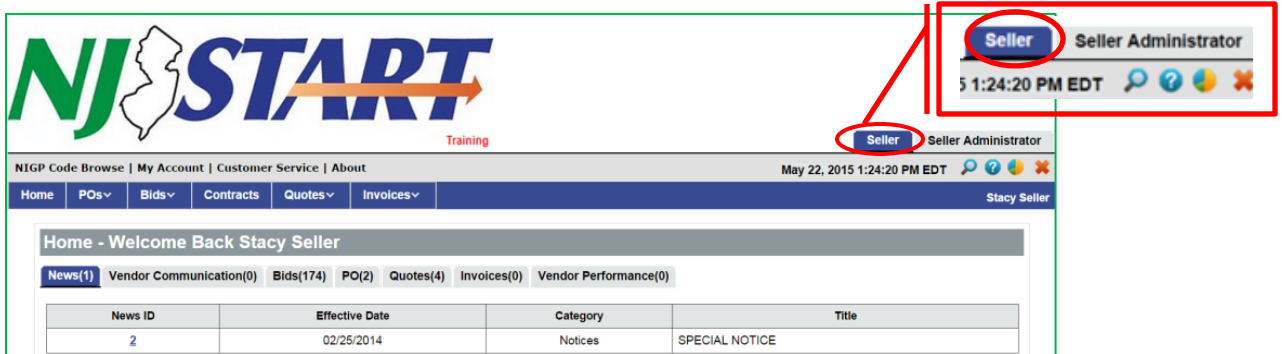 NJ START
Training
Seller Seller Administrator
5 1:24:20 PM EDT
Seller Seller Administrator
NIGP Code Browse | My Account | Customer Service | About
May 22, 2015 1:24:20 PM EDT
Home POs Bids Contracts Quotes Invoices
Stacy Seller
Home - Welcome Back Stacy Seller
News(1) Vendor Communication(0) Bids(174) PO(2) Quotes(4) Invoices(0) Vendor Performance(0)
News ID Effective Date Category Title
2 02/25/2014 Notices SPECIAL NOTICE